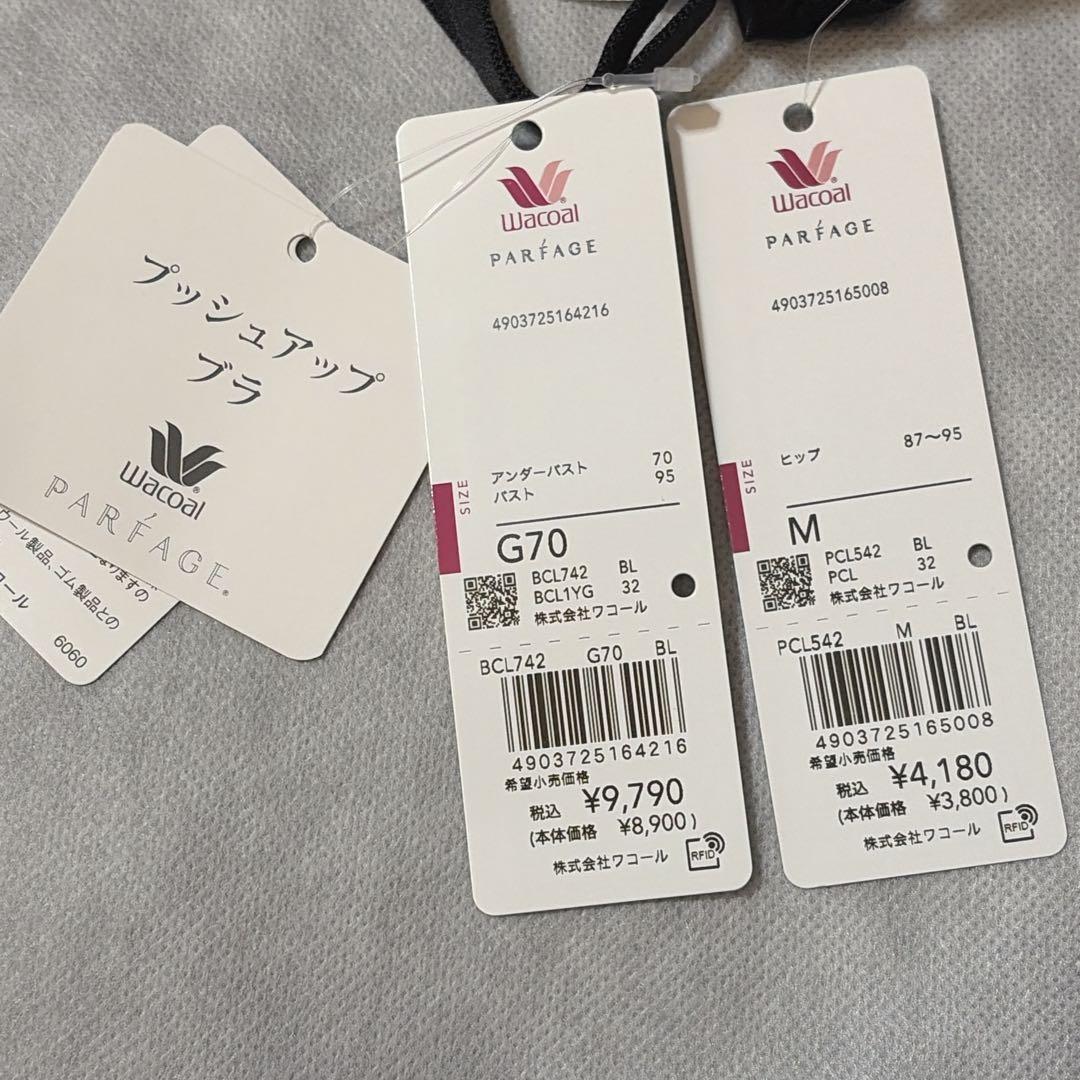 プッシュアップ
ブラ
Wacoal
PARFAGE
なりますの
ウール製品、ゴム製品との
コール
6060
Wacoal
PARFAGE
4903725164216
アンダーバスト 70
バスト 95
SIZE
G70
BCL742 BL
BCL1YG 32
株式会社ワコール
BCL742 G70 BL
4903725164216
希望小売価格
税込 ¥9,790
(本体価格 ¥8,900)
株式会社ワコール
RFID
Wacoal
PARFAGE
4903725165008
ヒップ 87〜95
SIZE
M
PCL542 BL
PCL 32
株式会社ワコール
PCL542 M BL
4903725165008
希望小売価格
税込 ¥4,180
(本体価格 ¥3,800)
株式会社ワコール
RFID